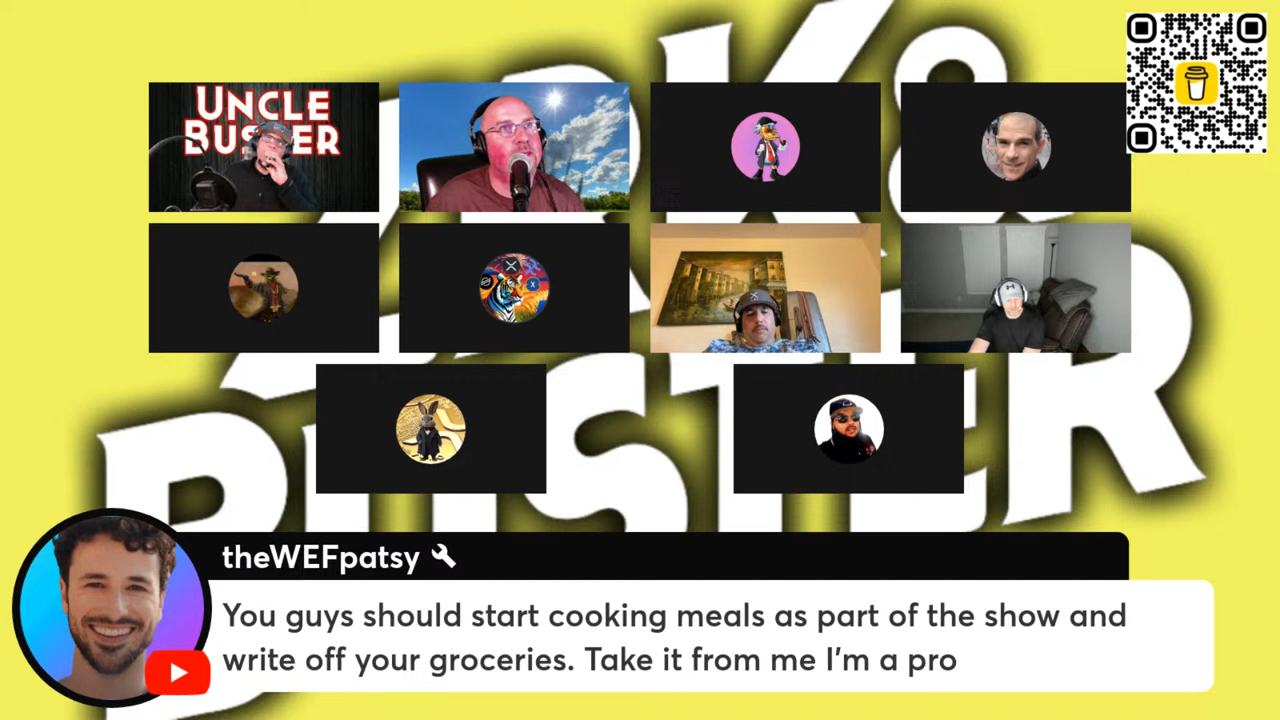 UNCLE
BUSTER
&
BUSTER
theWEFpatsy
You guys should start cooking meals as part of the show and
write off your groceries. Take it from me I'm a pro